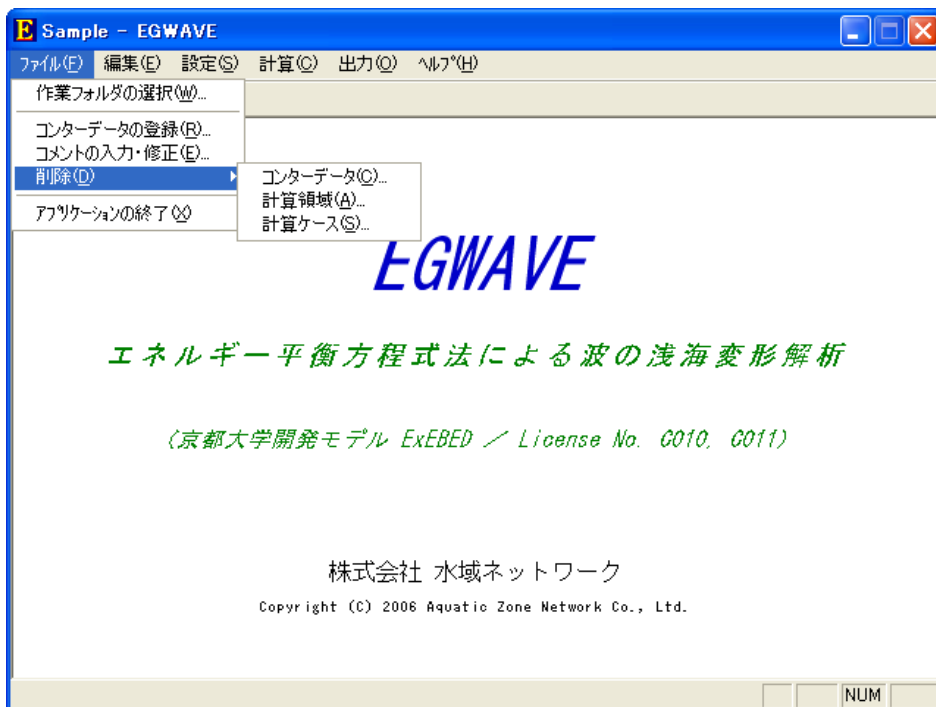 E Sample - EGWAVE
ファイル(F) 編集(E) 設定(S) 計算(C) 出力(O) ヘルプ(H)
作業フォルダの選択(W)...
コンターデータの登録(R)...
コメントの入力・修正(E)...
削除(D)
アプリケーションの終了(X)
コンターデータ(C)...
計算領域(A)...
計算ケース(S)...
EGWAVE
エネルギー平衡方程式法による波の浅海変形解析
(京都大学開発モデル ExEBED / License No. G010, G011)
株式会社 水域ネットワーク
Copyright (C) 2006 Aquatic Zone Network Co., Ltd.
NUM